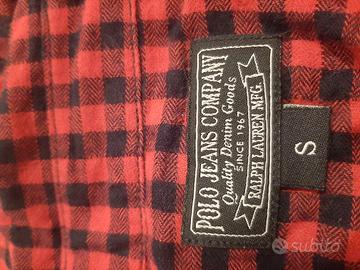 POLO JEANS COMPANY
Quality Denim Goods
SINCE 1967
RALPH LAUREN MFG.
S
subito